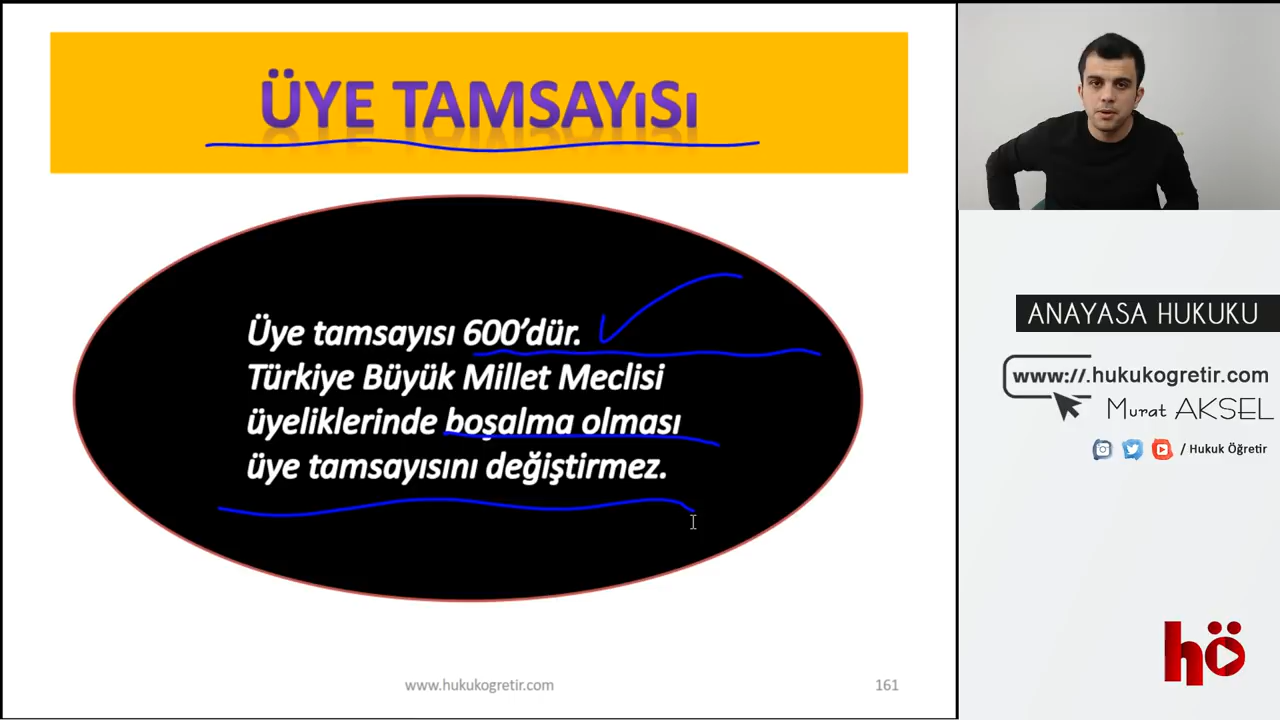 ÜYE TAMSAYıSı
Üye tamsayısı 600'dür.
Türkiye Büyük Millet Meclisi
üyeliklerinde boşalma olması
üye tamsayısını değiştirmez.
www.hukukogretir.com
161
ANAYASA HUKUKU
www://.hukukogretir.com
Murat AKSEL
/ Hukuk Öğretir
hö